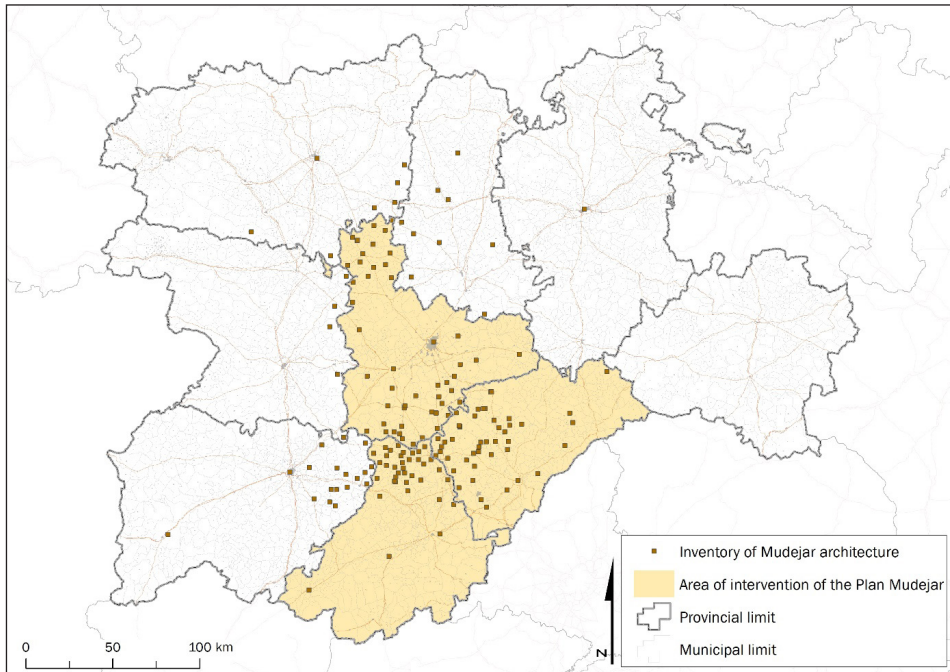 Inventory of Mudejar architecture
Area of intervention of the Plan Mudejar
Provincial limit
Municipal limit
N
0 50 100 km